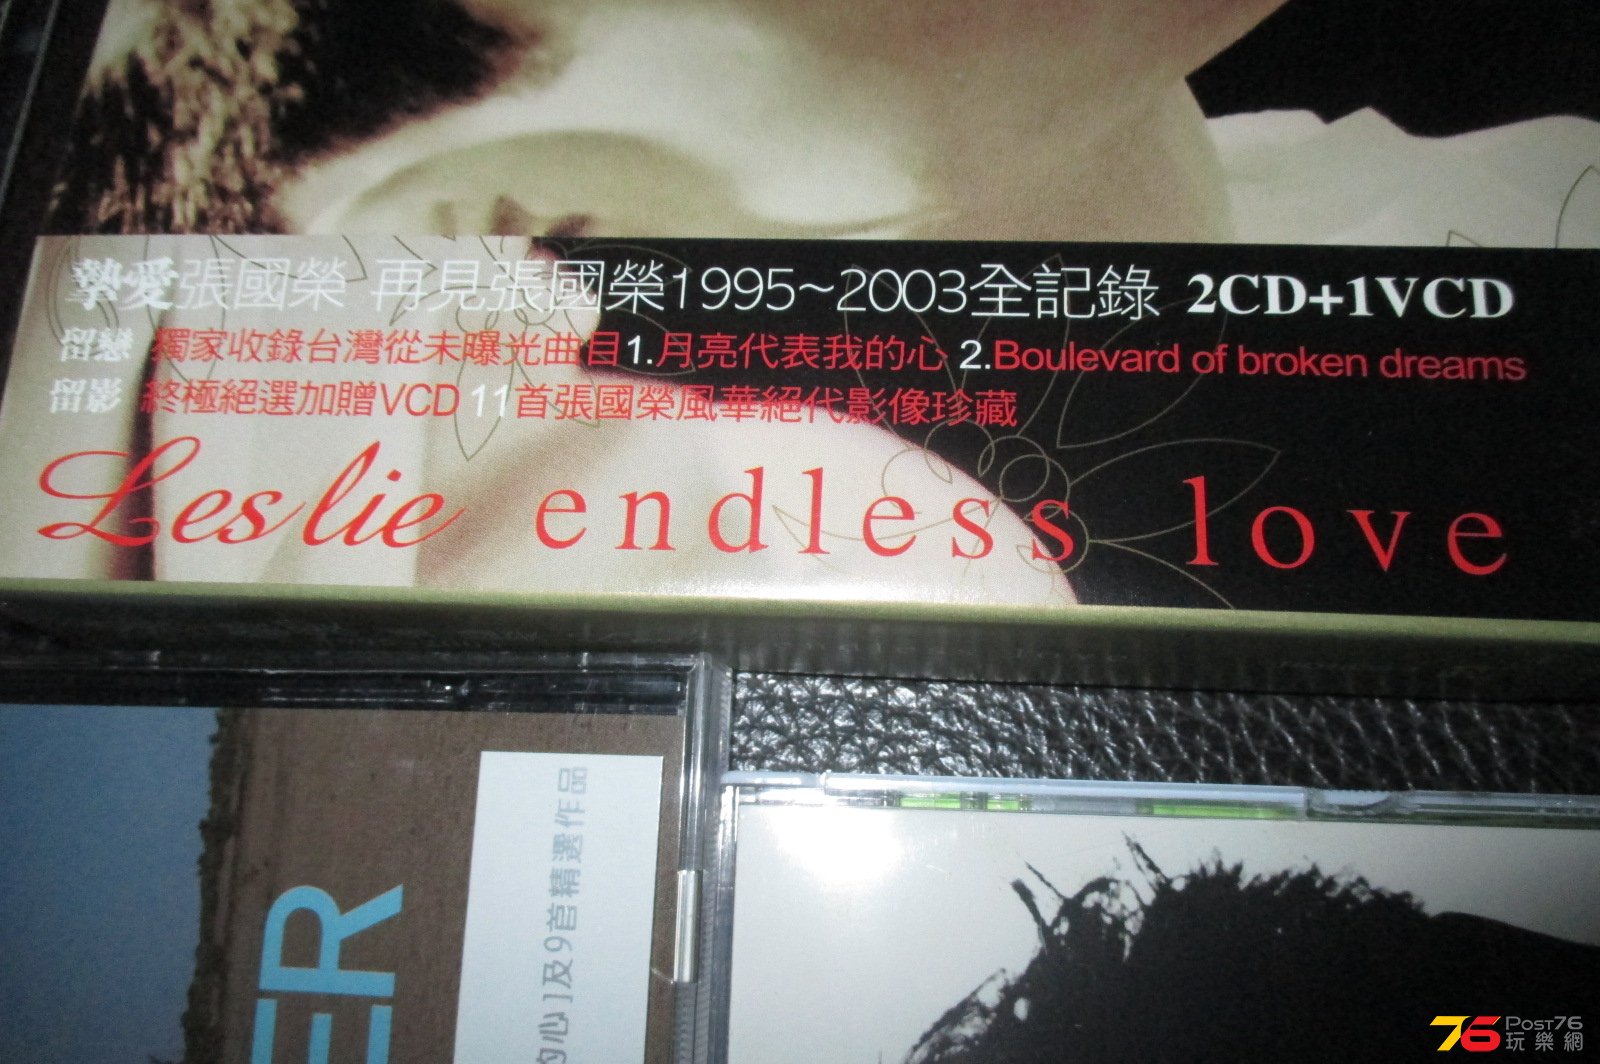 摯愛張國榮 再見張國榮1995~2003全記錄 2CD+1VCD
留戀 獨家收錄台灣從未曝光曲目1.月亮代表我的心 2.Boulevard of broken dreams
留影 終極絕選加贈VCD 11首張國榮風華絕代影像珍藏
Leslie endless love
ER
的心]及9首精選作品
76 POST76
玩樂網